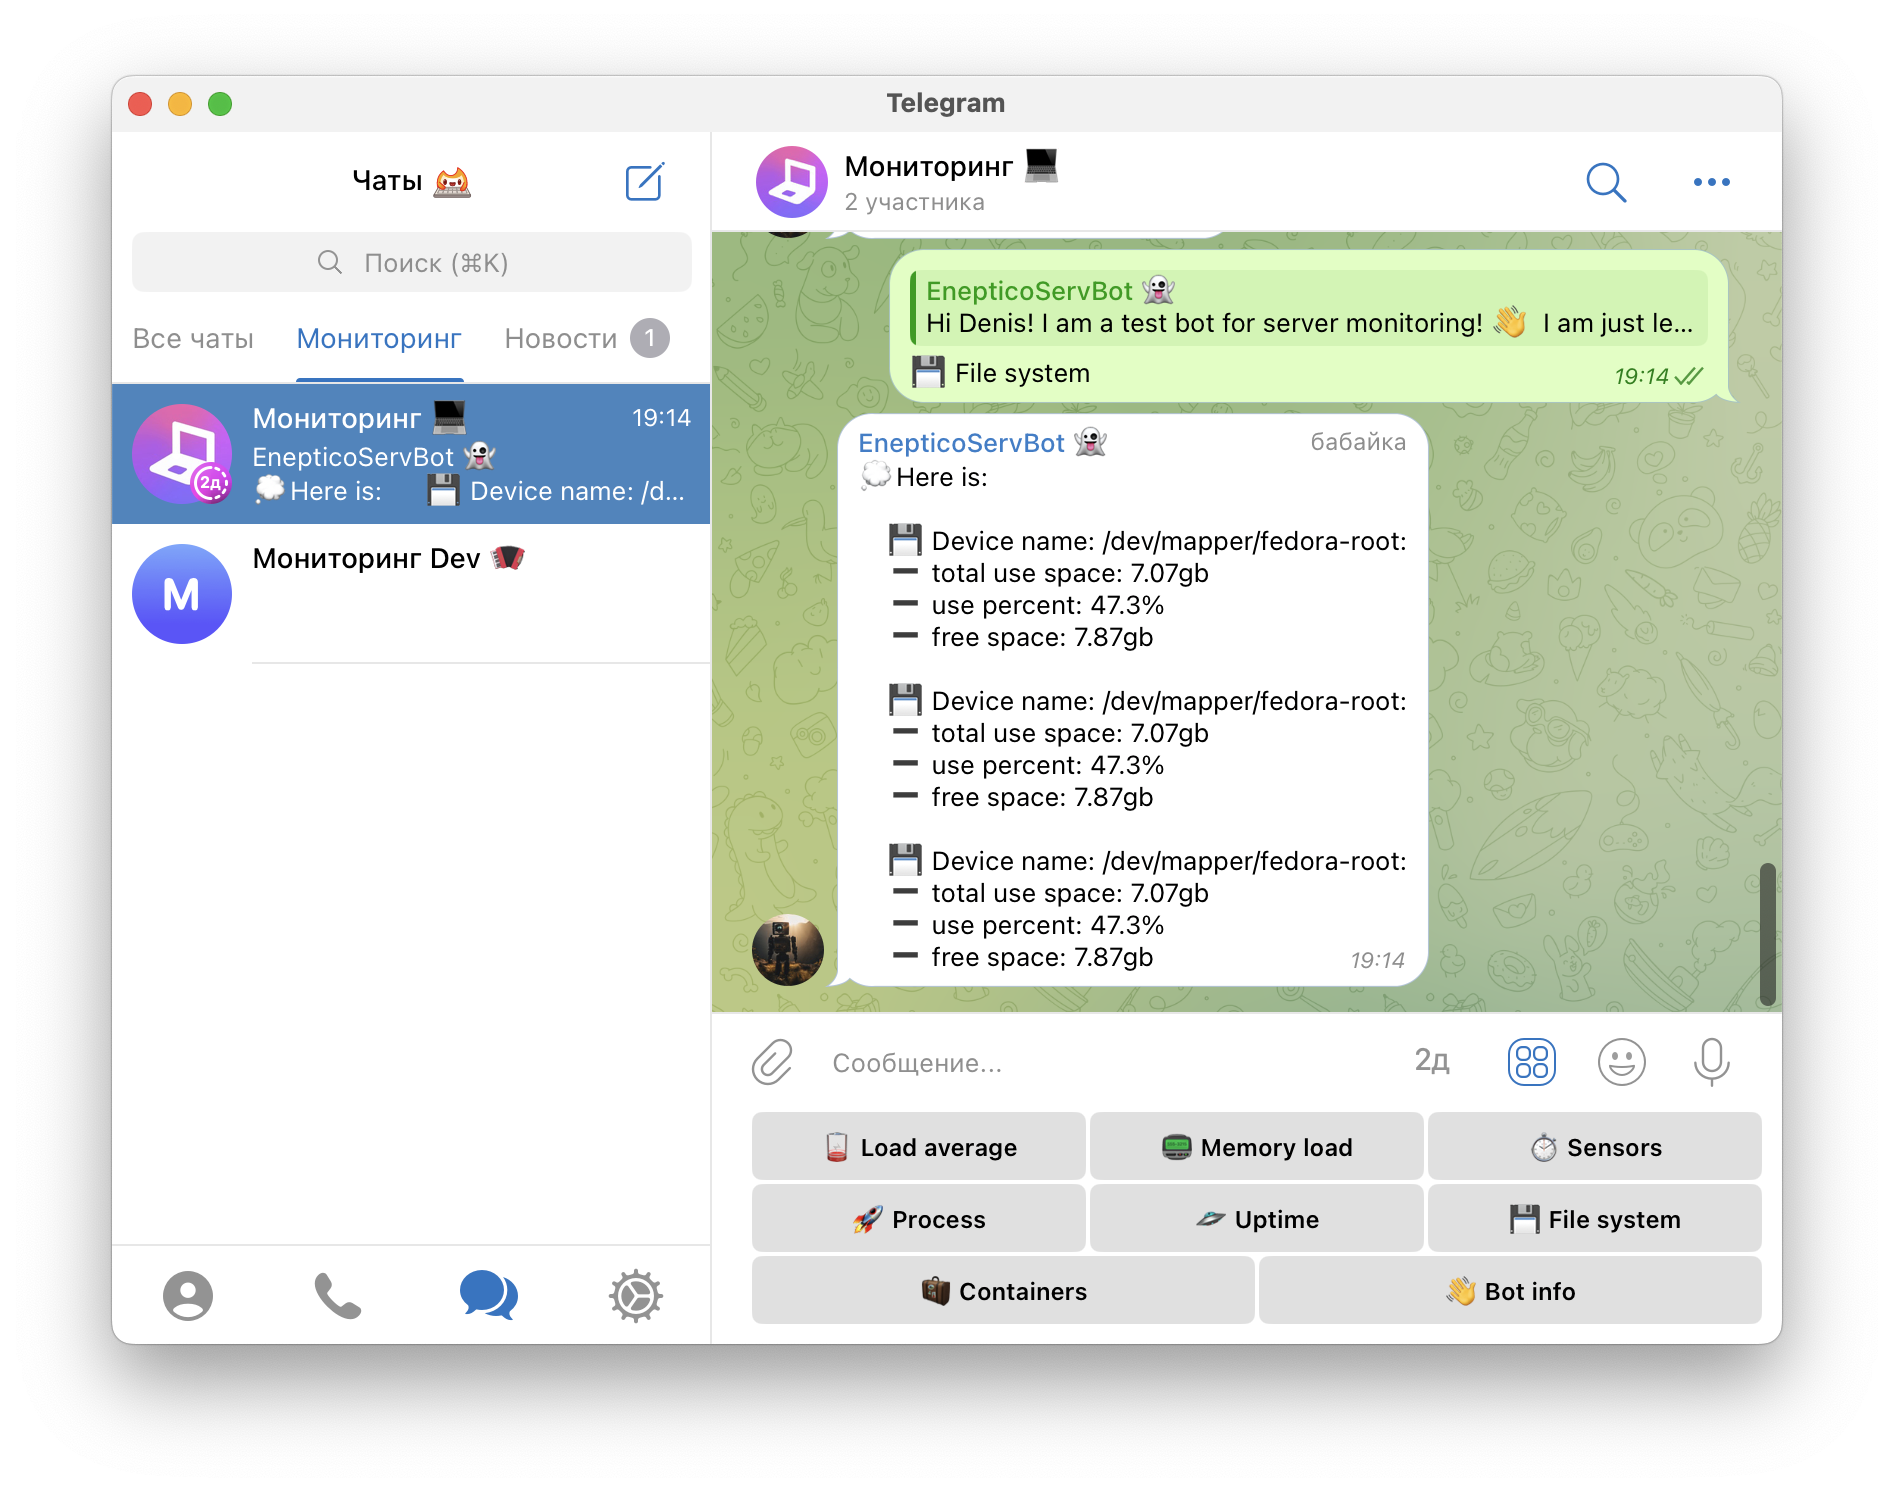 Telegram
Чаты
Поиск (⌘K)
Все чаты
Мониторинг
Новости 1
Мониторинг 19:14
EnepticoServBot
Here is: Device name: /d...
2д
M
Мониторинг Dev
Мониторинг
2 участника
EnepticoServBot
Hi Denis! I am a test bot for server monitoring! I am just le...
File system 19:14
EnepticoServBot бабайка
Here is:
Device name: /dev/mapper/fedora-root:
total use space: 7.07gb
use percent: 47.3%
free space: 7.87gb
Device name: /dev/mapper/fedora-root:
total use space: 7.07gb
use percent: 47.3%
free space: 7.87gb
Device name: /dev/mapper/fedora-root:
total use space: 7.07gb
use percent: 47.3%
free space: 7.87gb 19:14
Сообщение... 2д
Load average
Memory load
Sensors
Process
Uptime
File system
Containers
Bot info